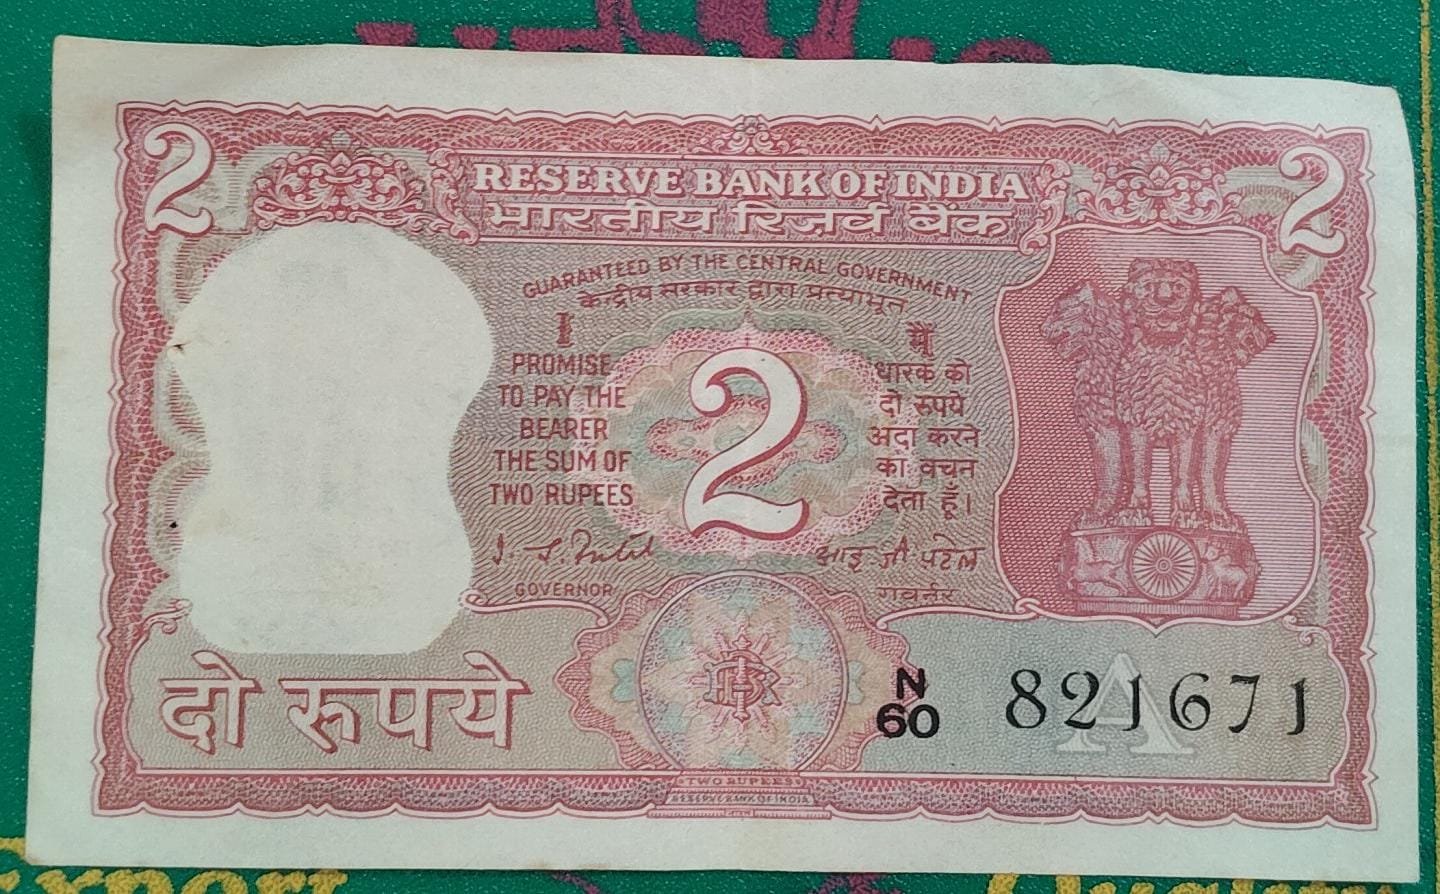 2
2
RESERVE BANK OF INDIA
भारतीय रिज़र्व बैंक
GUARANTEED BY THE CENTRAL GOVERNMENT
केन्द्रीय सरकार द्वारा प्रत्याभूत
I
PROMISE
TO PAY THE
BEARER
THE SUM OF
TWO RUPEES
2
मैं
धारक को
दो रुपये
अदा करने
का वचन
देता हूँ।
आइ. जी. पटेल
GOVERNOR
गवर्नर
दो रुपये
N
60
A
821671
TWO RUPEES
RESERVE BANK OF INDIA